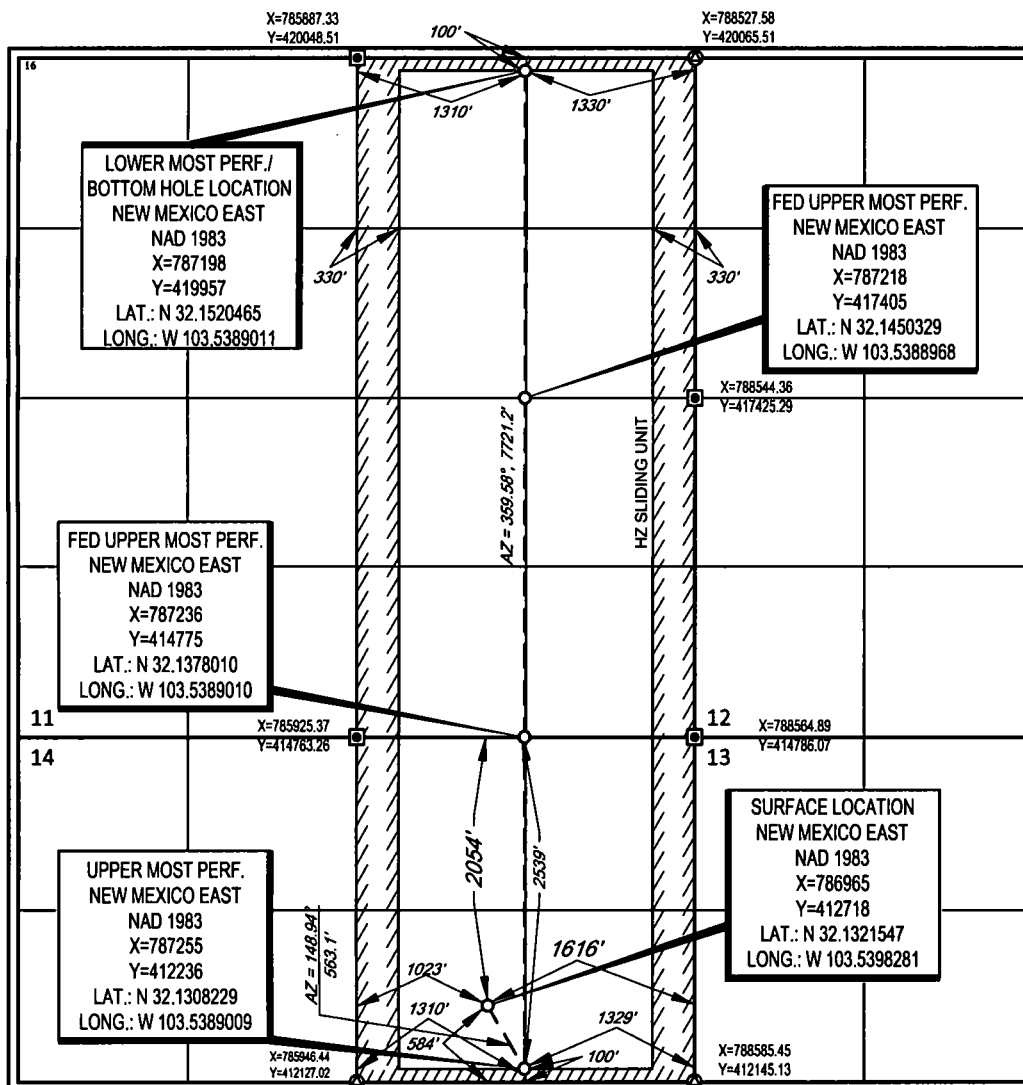 X=785887.33
Y=420048.51
X=788527.58
Y=420065.51
100'
16
1310'
1330'
LOWER MOST PERF./
BOTTOM HOLE LOCATION
NEW MEXICO EAST
NAD 1983
X=787198
Y=419957
LAT.: N 32.1520465
LONG.: W 103.5389011
FED UPPER MOST PERF.
NEW MEXICO EAST
NAD 1983
X=787218
Y=417405
LAT.: N 32.1450329
LONG.: W 103.5388968
330'
330'
X=788544.36
Y=417425.29
AZ = 359.58°, 7721.2'
HZ SLIDING UNIT
FED UPPER MOST PERF.
NEW MEXICO EAST
NAD 1983
X=787236
Y=414775
LAT.: N 32.1378010
LONG.: W 103.5389010
11
X=785925.37
Y=414763.26
12
X=788564.89
Y=414786.07
14
13
2054'
2539'
SURFACE LOCATION
NEW MEXICO EAST
NAD 1983
X=786965
Y=412718
LAT.: N 32.1321547
LONG.: W 103.5398281
UPPER MOST PERF.
NEW MEXICO EAST
NAD 1983
X=787255
Y=412236
LAT.: N 32.1308229
LONG.: W 103.5389009
AZ = 148.94°
563.1'
1023'
1616'
1310'
584'
1329'
100'
X=785946.44
Y=412127.02
X=788585.45
Y=412145.13